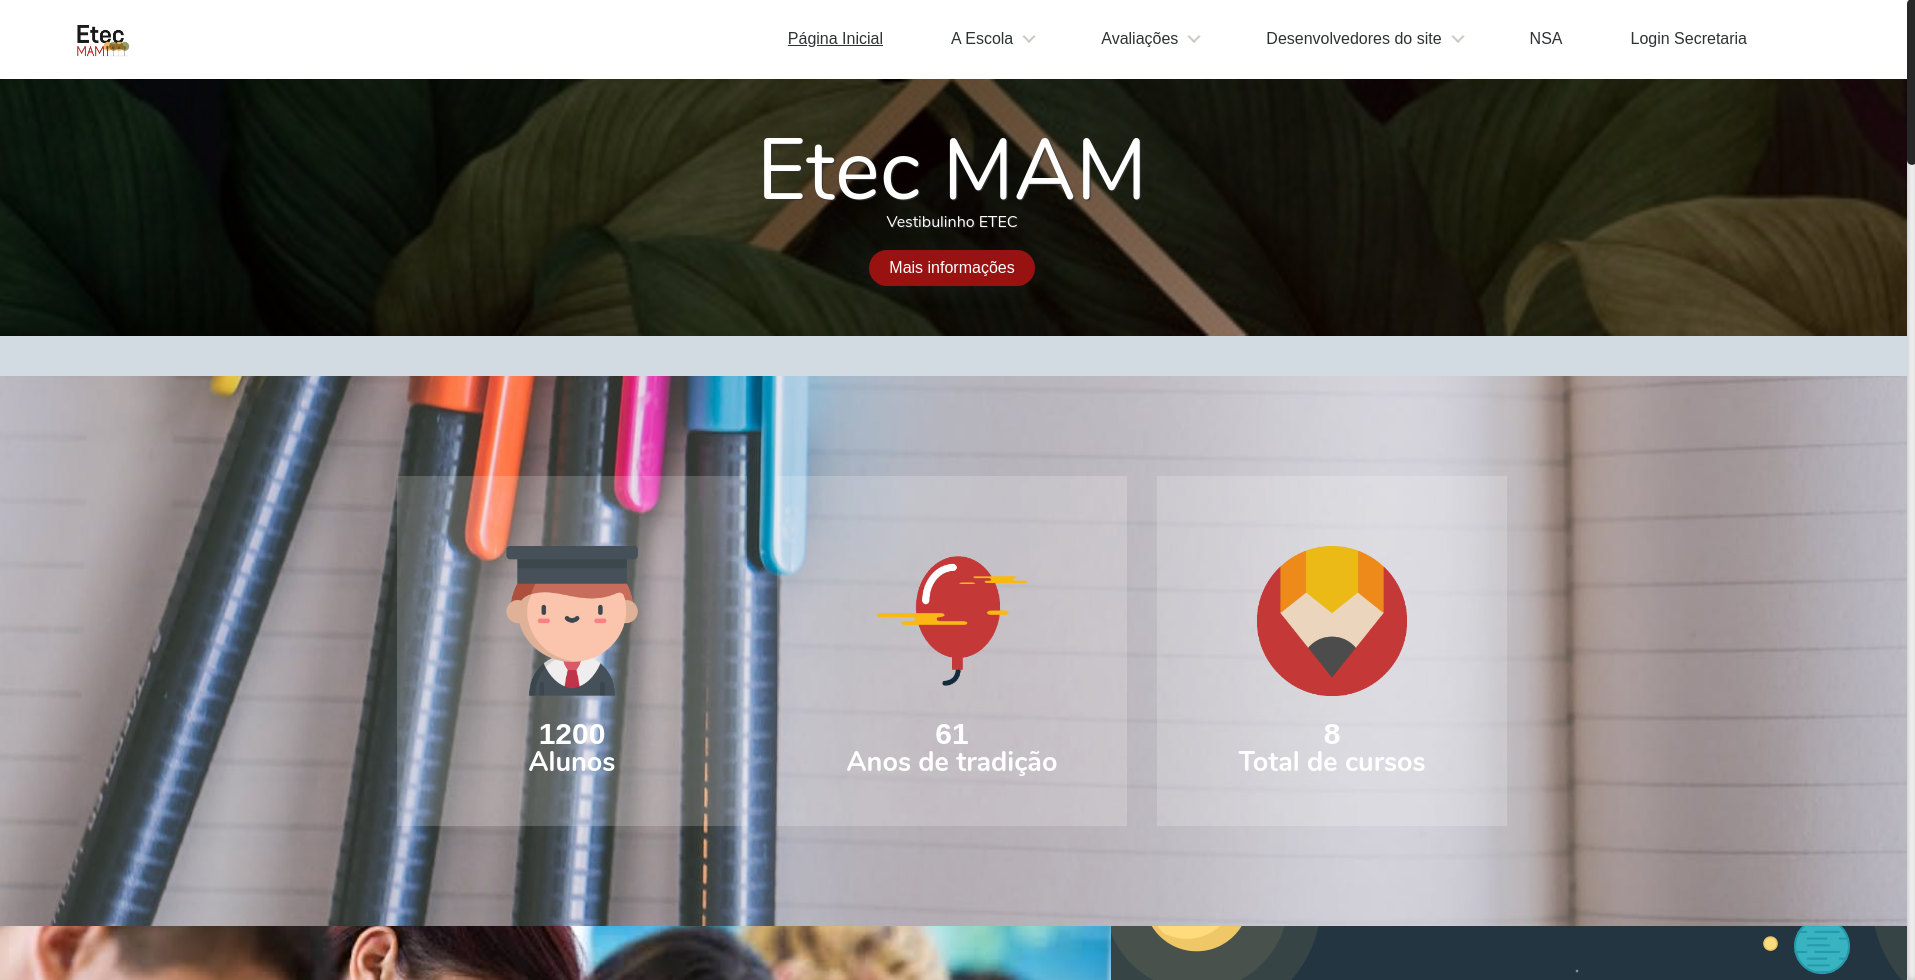 Etec
MAM
Página Inicial
A Escola
Avaliações
Desenvolvedores do site
NSA
Login Secretaria
Etec MAM
Vestibulinho ETEC
Mais informações
1200
Alunos
61
Anos de tradição
8
Total de cursos